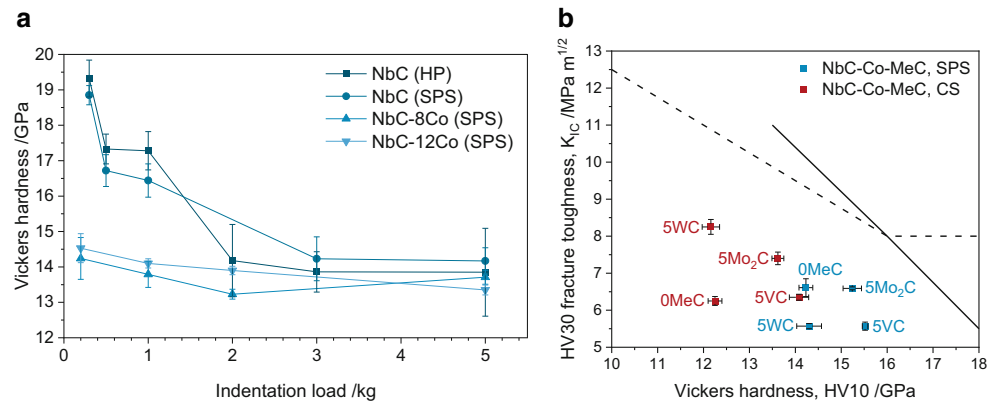 a
Vickers hardness /GPa
20
19
18
17
16
15
14
13
12
0
1
2
3
4
5
Indentation load /kg
NbC (HP)
NbC (SPS)
NbC-8Co (SPS)
NbC-12Co (SPS)
b
HV30 fracture toughness, K_IC /MPa m^1/2
13
12
11
10
9
8
7
6
5
10
11
12
13
14
15
16
17
18
Vickers hardness, HV10 /GPa
NbC-Co-MeC, SPS
NbC-Co-MeC, CS
5WC
5Mo₂C
0MeC
5Mo₂C
0MeC
5VC
5WC
5VC